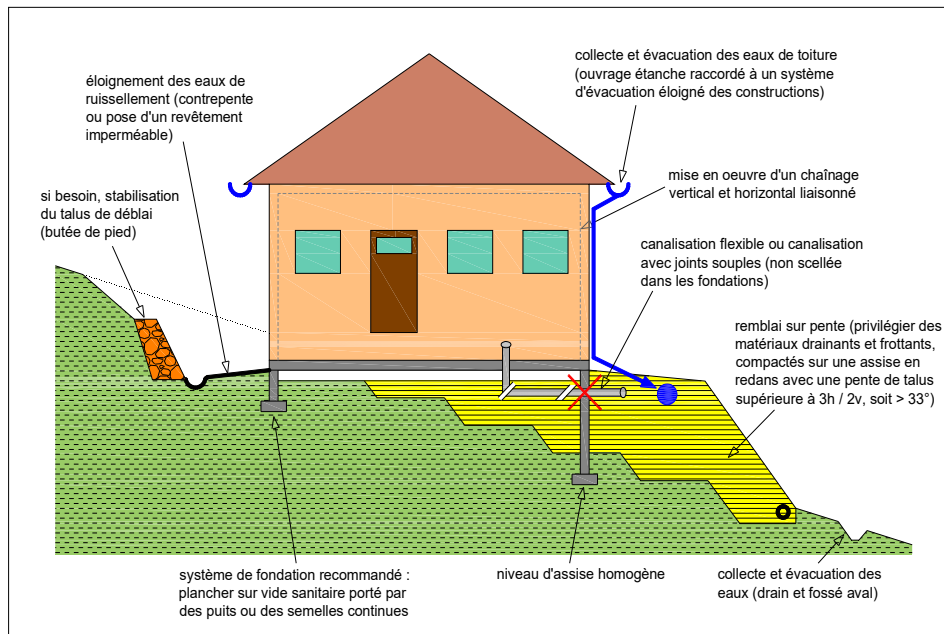 collecte et évacuation des eaux de toiture
(ouvrage étanche raccordé à un système
d'évacuation éloigné des constructions)
éloignement des eaux de
ruissellement (contrepente
ou pose d'un revêtement
imperméable)
mise en oeuvre d'un chaînage
vertical et horizontal liaisonné
si besoin, stabilisation
du talus de déblai
(butée de pied)
canalisation flexible ou canalisation
avec joints souples (non scellée
dans les fondations)
remblai sur pente (privilégier des
matériaux drainants et frottants,
compactés sur une assise en
redans avec une pente de talus
supérieure à 3h / 2v, soit > 33°)
système de fondation recommandé :
plancher sur vide sanitaire porté par
des puits ou des semelles continues
niveau d'assise homogène
collecte et évacuation des
eaux (drain et fossé aval)